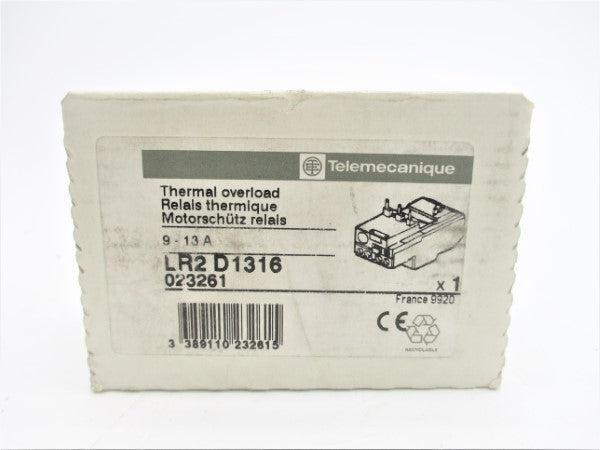 Telemecanique
Thermal overload
Relais thermique
Motorschütz relais
9 - 13 A
LR2 D1316
023261
x 1
France 9920
3 389110 232615
CE
RECYCLABLE